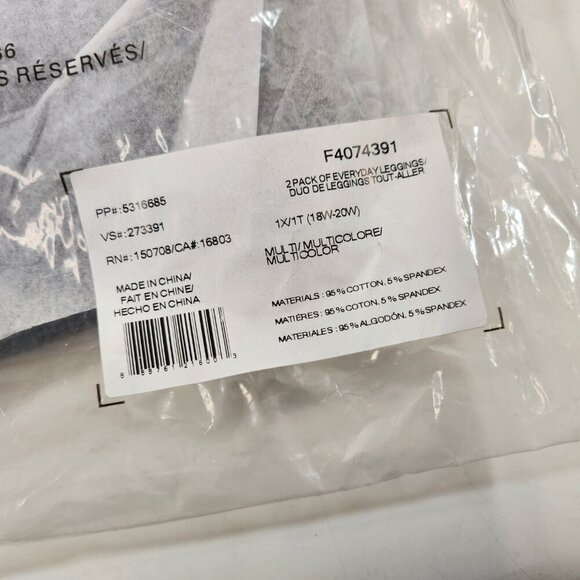 S RÉSERVÉS/
F4074391
2 PACK OF EVERYDAY LEGGINGS/
DUO DE LEGGINGS TOUT-ALLER
1X/1T (18W-20W)
MULTI/ MULTICOLORE/
MULTICOLOR
MATERIALS : 95% COTTON, 5% SPANDEX
MATIÈRES : 95% COTON, 5% SPANDEX
MATERIALES : 95% ALGODÓN, 5% SPANDEX
PP#:5316685
VS#:273391
RN#:150708/CA#:16803
MADE IN CHINA/
FAIT EN CHINE/
HECHO EN CHINA